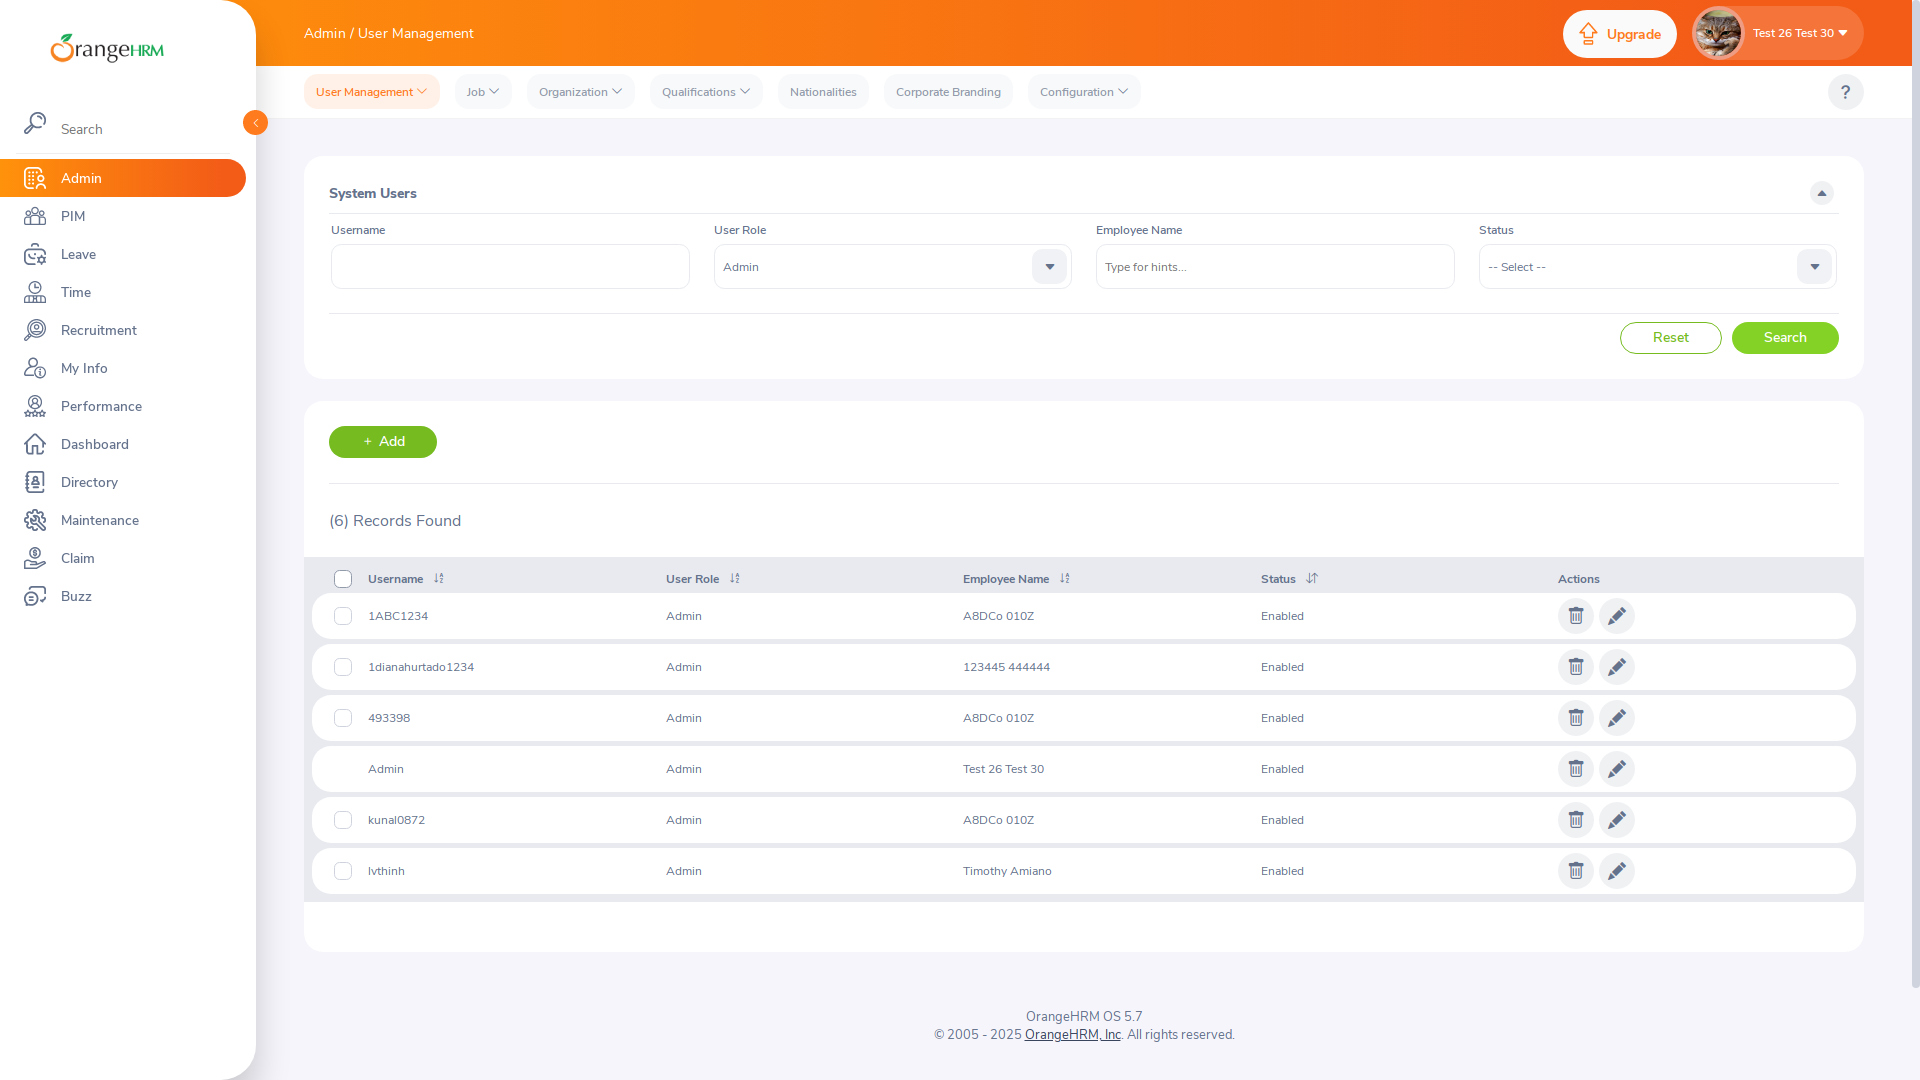 OrangeHRM
Admin / User Management
Upgrade
Test 26 Test 30
User Management
Job
Organization
Qualifications
Nationalities
Corporate Branding
Configuration
?
Search
Admin
PIM
Leave
Time
Recruitment
My Info
Performance
Dashboard
Directory
Maintenance
Claim
Buzz
System Users
Username
User Role
Employee Name
Status
Admin
Type for hints...
-- Select --
Reset
Search
+ Add
(6) Records Found
Username User Role Employee Name Status Actions
1ABC1234 Admin A8DCo 010Z Enabled
1dianahurtado1234 Admin 123445 444444 Enabled
493398 Admin A8DCo 010Z Enabled
Admin Admin Test 26 Test 30 Enabled
kunal0872 Admin A8DCo 010Z Enabled
lvthinh Admin Timothy Amiano Enabled
OrangeHRM OS 5.7
© 2005 - 2025 OrangeHRM, Inc. All rights reserved.